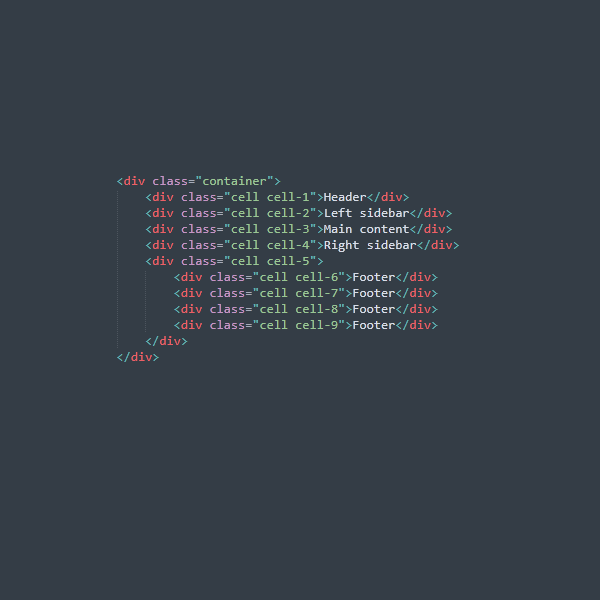 <div class="container">
<div class="cell cell-1">Header</div>
<div class="cell cell-2">Left sidebar</div>
<div class="cell cell-3">Main content</div>
<div class="cell cell-4">Right sidebar</div>
<div class="cell cell-5">
<div class="cell cell-6">Footer</div>
<div class="cell cell-7">Footer</div>
<div class="cell cell-8">Footer</div>
<div class="cell cell-9">Footer</div>
</div>
</div>